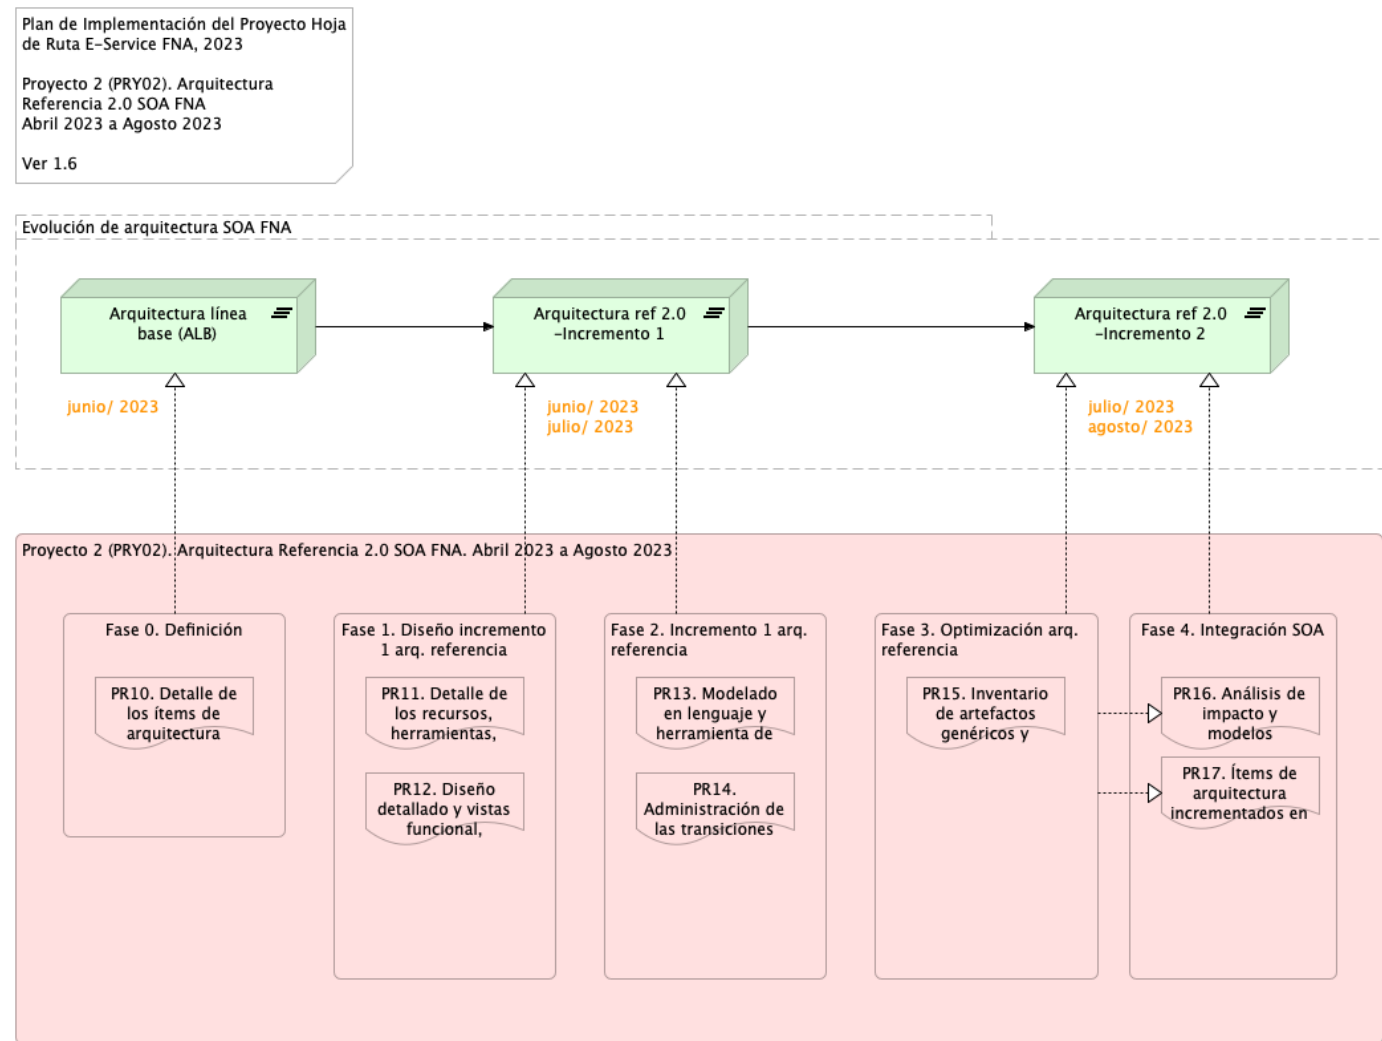 Plan de Implementación del Proyecto Hoja
de Ruta E-Service FNA, 2023
Proyecto 2 (PRY02). Arquitectura
Referencia 2.0 SOA FNA
Abril 2023 a Agosto 2023
Ver 1.6
Evolución de arquitectura SOA FNA
Arquitectura línea
base (ALB)
Arquitectura ref 2.0
-Incremento 1
Arquitectura ref 2.0
-Incremento 2
junio/ 2023
junio/ 2023
julio/ 2023
julio/ 2023
agosto/ 2023
Proyecto 2 (PRY02). Arquitectura Referencia 2.0 SOA FNA. Abril 2023 a Agosto 2023
Fase 0. Definición
PR10. Detalle de
los ítems de
arquitectura
Fase 1. Diseño incremento
1 arq. referencia
PR11. Detalle de
los recursos,
herramientas,
PR12. Diseño
detallado y vistas
funcional,
Fase 2. Incremento 1 arq.
referencia
PR13. Modelado
en lenguaje y
herramienta de
PR14.
Administración de
las transiciones
Fase 3. Optimización arq.
referencia
PR15. Inventario
de artefactos
genéricos y
Fase 4. Integración SOA
PR16. Análisis de
impacto y
modelos
PR17. Ítems de
arquitectura
incrementados en